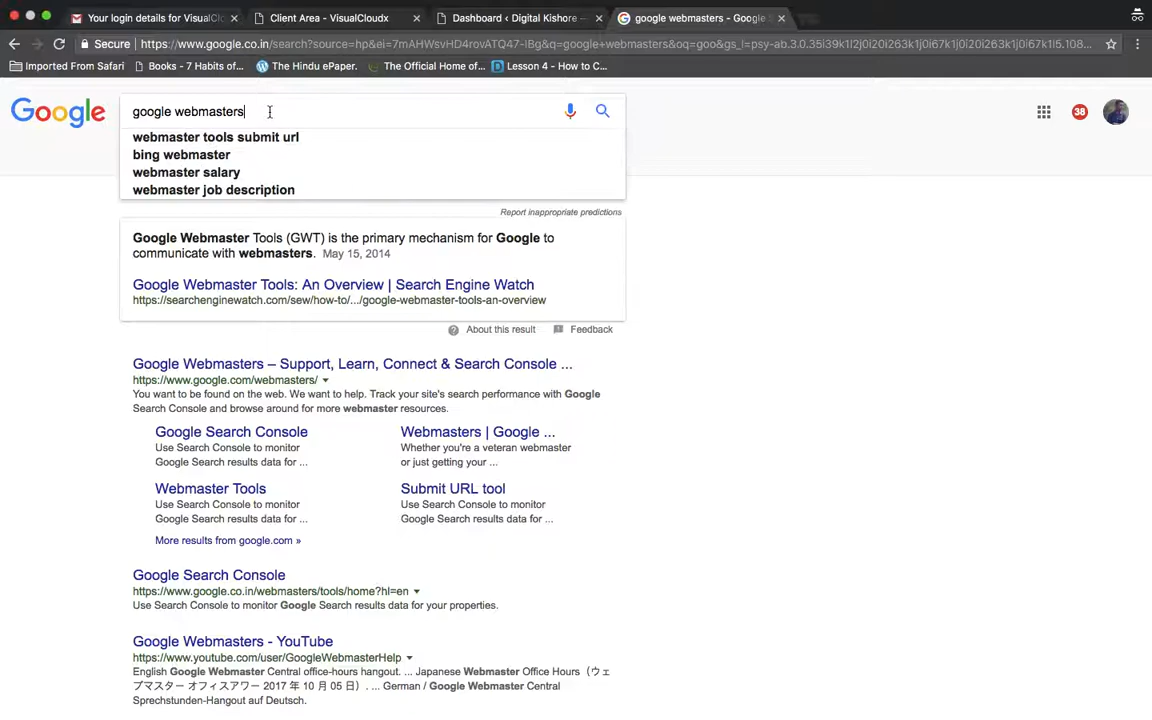 Your login details for VisualClou
Client Area - VisualCloudx
Dashboard ‹ Digital Kishore —
google webmasters - Google S
Secure
https://www.google.co.in/search?source=hp&ei=7mAHWsvHD4rovATQ47-IBg&q=google+webmasters&oq=goo&gs_l=psy-ab.3.0.35i39k1l2j0i20i263k1j0i67k1j0i20i263k1j0i67k1l5.108...
Imported From Safari
Books - 7 Habits of...
The Hindu ePaper.
The Official Home of...
Lesson 4 - How to C...
Google
google webmasters
38
webmaster tools submit url
bing webmaster
webmaster salary
webmaster job description
Report inappropriate predictions
Google Webmaster Tools (GWT) is the primary mechanism for Google to
communicate with webmasters. May 15, 2014
Google Webmaster Tools: An Overview | Search Engine Watch
https://searchenginewatch.com/sew/how-to/.../google-webmaster-tools-an-overview
About this result
Feedback
Google Webmasters – Support, Learn, Connect & Search Console ...
https://www.google.com/webmasters/
You want to be found on the web. We want to help. Track your site's search performance with Google
Search Console and browse around for more webmaster resources.
Google Search Console
Use Search Console to monitor
Google Search results data for ...
Webmasters | Google ...
Whether you're a veteran webmaster
or just getting your ...
Webmaster Tools
Use Search Console to monitor
Google Search results data for ...
Submit URL tool
Use Search Console to monitor
Google Search results data for ...
More results from google.com »
Google Search Console
https://www.google.co.in/webmasters/tools/home?hl=en
Use Search Console to monitor Google Search results data for your properties.
Google Webmasters - YouTube
https://www.youtube.com/user/GoogleWebmasterHelp
English Google Webmaster Central office-hours hangout. ... Japanese Webmaster Office Hours（ウェ
ブマスター オフィスアワー 2017 年 10 月 05 日）. ... German / Google Webmaster Central
Sprechstunden-Hangout auf Deutsch.